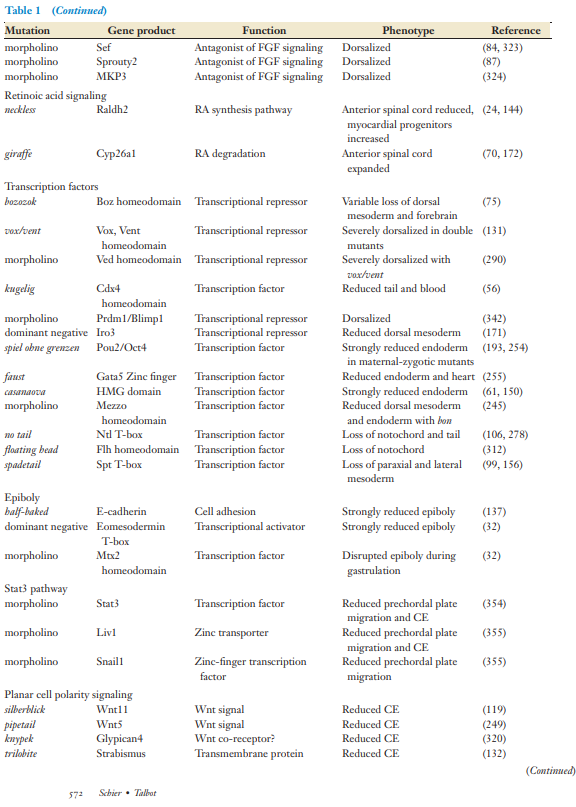 Table 1 (Continued)
Mutation Gene product Function Phenotype Reference
morpholino Sef Antagonist of FGF signaling Dorsalized (84, 323)
morpholino Sprouty2 Antagonist of FGF signaling Dorsalized (87)
morpholino MKP3 Antagonist of FGF signaling Dorsalized (324)
Retinoic acid signaling
neckless Raldh2 RA synthesis pathway Anterior spinal cord reduced, (24, 144)
myocardial progenitors
increased
giraffe Cyp26a1 RA degradation Anterior spinal cord (70, 172)
expanded
Transcription factors
bozozok Boz homeodomain Transcriptional repressor Variable loss of dorsal (75)
mesoderm and forebrain
vox/vent Vox, Vent Transcriptional repressor Severely dorsalized in double (131)
homeodomain mutants
morpholino Ved homeodomain Transcriptional repressor Severely dorsalized with (290)
vox/vent
kugelig Cdx4 Transcription factor Reduced tail and blood (56)
homeodomain
morpholino Prdm1/Blimp1 Transcriptional repressor Dorsalized (342)
dominant negative Iro3 Transcriptional repressor Reduced dorsal mesoderm (171)
spiel ohne grenzen Pou2/Oct4 Transcription factor Strongly reduced endoderm (193, 254)
in maternal-zygotic mutants
faust Gata5 Zinc finger Transcription factor Reduced endoderm and heart (255)
casanaova HMG domain Transcription factor Strongly reduced endoderm (61, 150)
morpholino Mezzo Transcription factor Reduced dorsal mesoderm (245)
homeodomain and endoderm with bon
no tail Ntl T-box Transcription factor Loss of notochord and tail (106, 278)
floating head Flh homeodomain Transcription factor Loss of notochord (312)
spadetail Spt T-box Transcription factor Loss of paraxial and lateral (99, 156)
mesoderm
Epiboly
half-baked E-cadherin Cell adhesion Strongly reduced epiboly (137)
dominant negative Eomesodermin Transcriptional activator Strongly reduced epiboly (32)
T-box
morpholino Mtx2 Transcription factor Disrupted epiboly during (32)
homeodomain gastrulation
Stat3 pathway
morpholino Stat3 Transcription factor Reduced prechordal plate (354)
migration and CE
morpholino Liv1 Zinc transporter Reduced prechordal plate (355)
migration and CE
morpholino Snail1 Zinc-finger transcription Reduced prechordal plate (355)
factor migration
Planar cell polarity signaling
silberblick Wnt11 Wnt signal Reduced CE (119)
pipetail Wnt5 Wnt signal Reduced CE (249)
knypek Glypican4 Wnt co-receptor? Reduced CE (320)
trilobite Strabismus Transmembrane protein Reduced CE (132)
(Continued)
572 Schier • Talbot